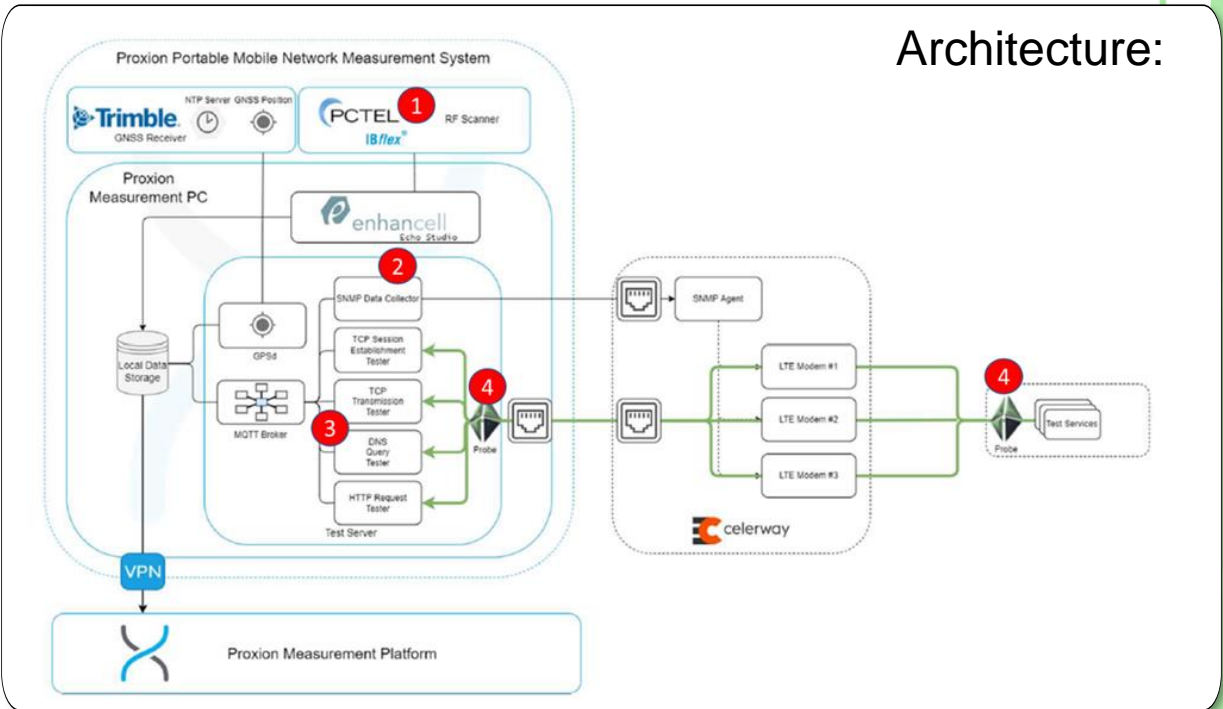 Architecture:
Proxion Portable Mobile Network Measurement System
Trimble.
GNSS Receiver
NTP Server
GNSS Position
PCTEL
IBflex®
1
RF Scanner
Proxion
Measurement PC
enhancell
Echo Studio
2
SNMP Data Collector
SNMP Agent
GPSd
TCP Session
Establishment
Tester
Local Data
Storage
TCP
Transmission
Tester
MQTT Broker
3
DNS
Query
Tester
HTTP Request
Tester
Test Server
4
Probe
LTE Modem #1
LTE Modem #2
LTE Modem #3
celerway
4
Probe
Test Services
VPN
Proxion Measurement Platform